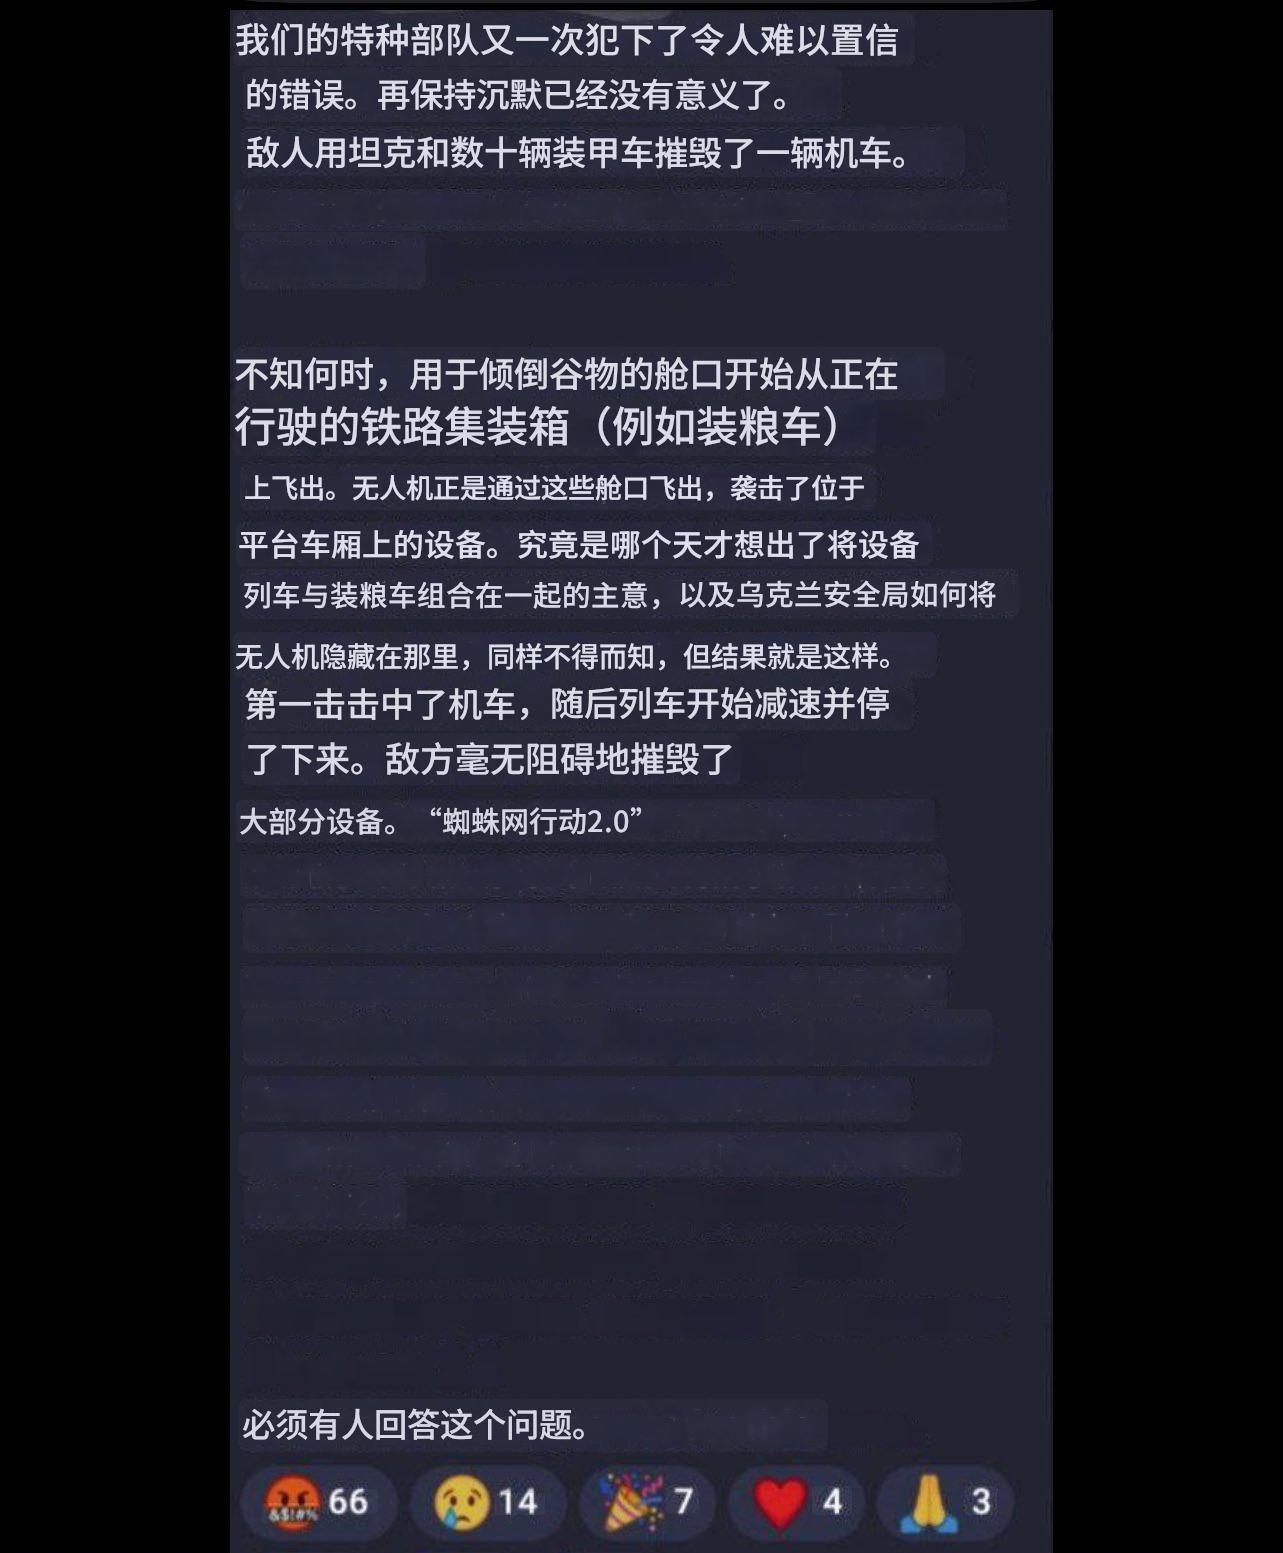 我们的特种部队又一次犯下了令人难以置信
的错误。再保持沉默已经没有意义了。
敌人用坦克和数十辆装甲车摧毁了一辆机车。
不知何时，用于倾倒谷物的舱口开始从正在
行驶的铁路集装箱（例如装粮车）
上飞出。无人机正是通过这些舱口飞出，袭击了位于
平台车厢上的设备。究竟是哪个天才想出了将设备
列车与装粮车组合在一起的主意，以及乌克兰安全局如何将
无人机隐藏在那里，同样不得而知，但结果就是这样。
第一击击中了机车，随后列车开始减速并停
了下来。敌方毫无阻碍地摧毁了
大部分设备。“蜘蛛网行动2.0”
必须有人回答这个问题。
66 14 7 4 3